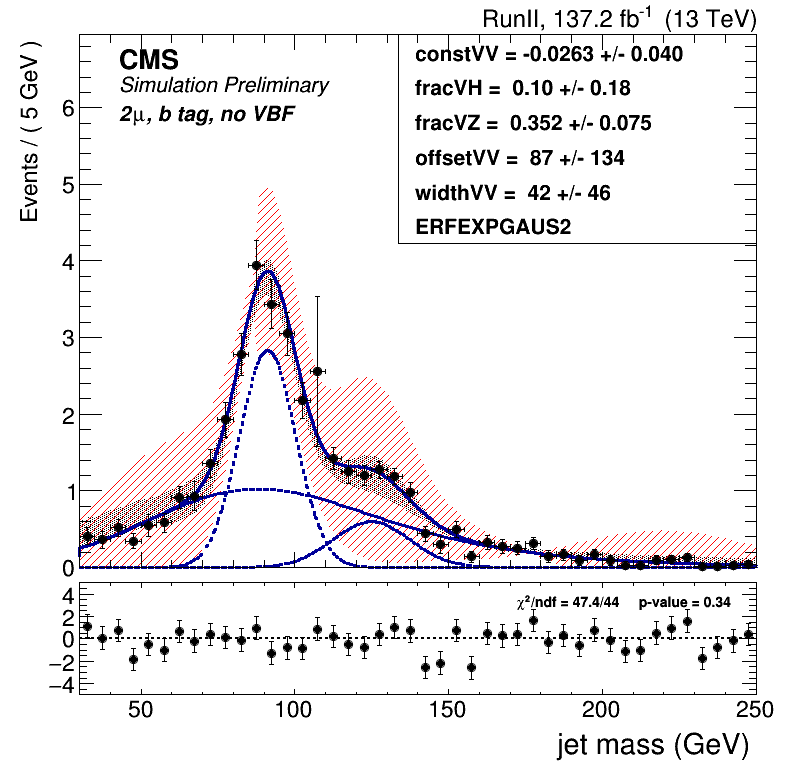 RunII, 137.2 fb⁻¹ (13 TeV)
CMS
Simulation Preliminary
2μ, b tag, no VBF
constVV = -0.0263 +/- 0.040
fracVH = 0.10 +/- 0.18
fracVZ = 0.352 +/- 0.075
offsetVV = 87 +/- 134
widthVV = 42 +/- 46
ERFEXPGAUS2
Events / ( 5 GeV )
6
5
4
3
2
1
0
χ²/ndf = 47.4/44 p-value = 0.34
4
2
0
−2
−4
50 100 150 200 250
jet mass (GeV)